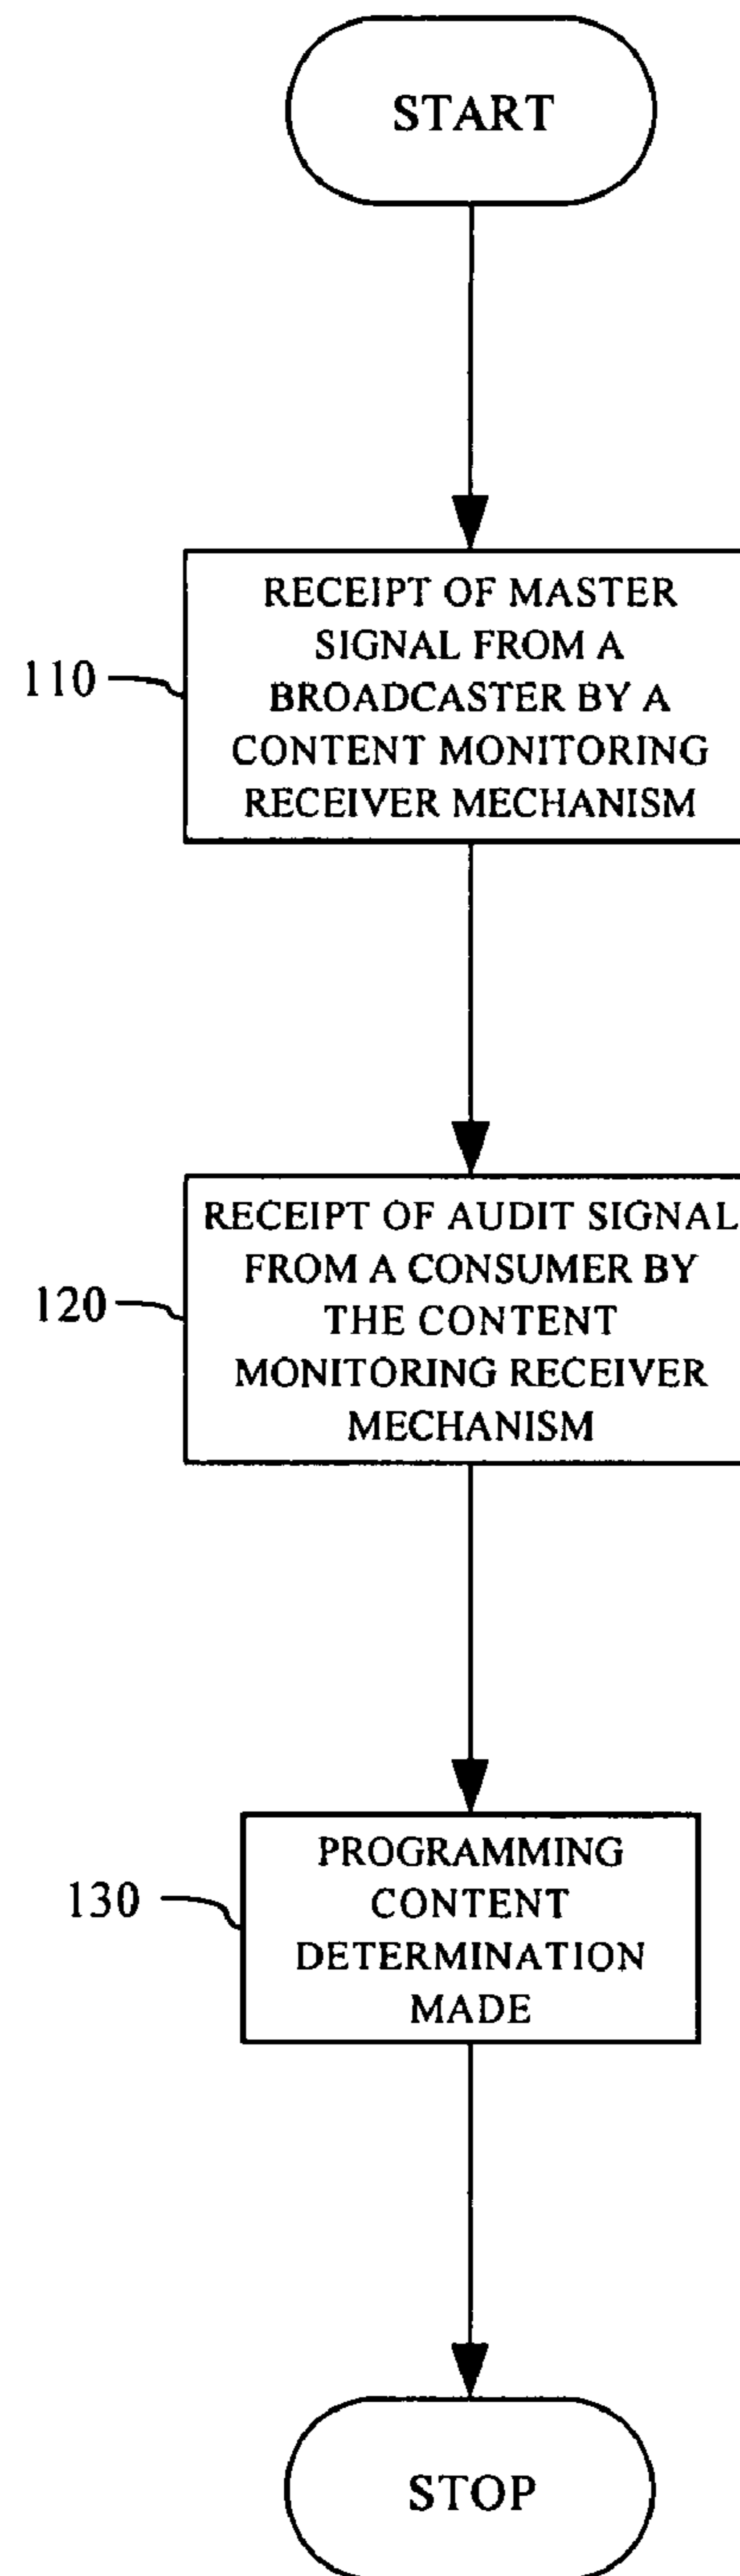 START
110
RECEIPT OF MASTER
SIGNAL FROM A
BROADCASTER BY A
CONTENT MONITORING
RECEIVER MECHANISM
120
RECEIPT OF AUDIT SIGNAL
FROM A CONSUMER BY
THE CONTENT
MONITORING RECEIVER
MECHANISM
130
PROGRAMMING
CONTENT
DETERMINATION
MADE
STOP